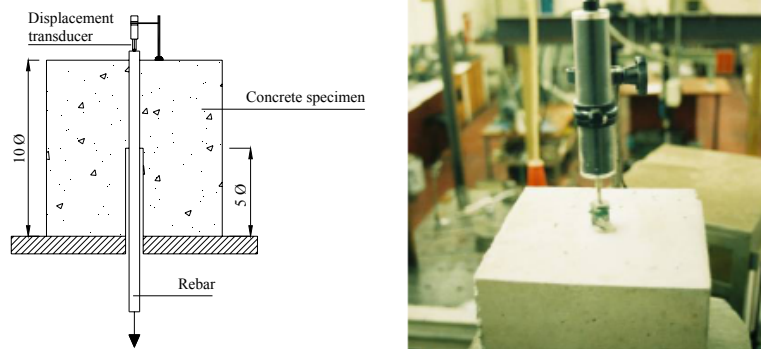 Displacement
transducer
Concrete specimen
10 Ø
5 Ø
Rebar